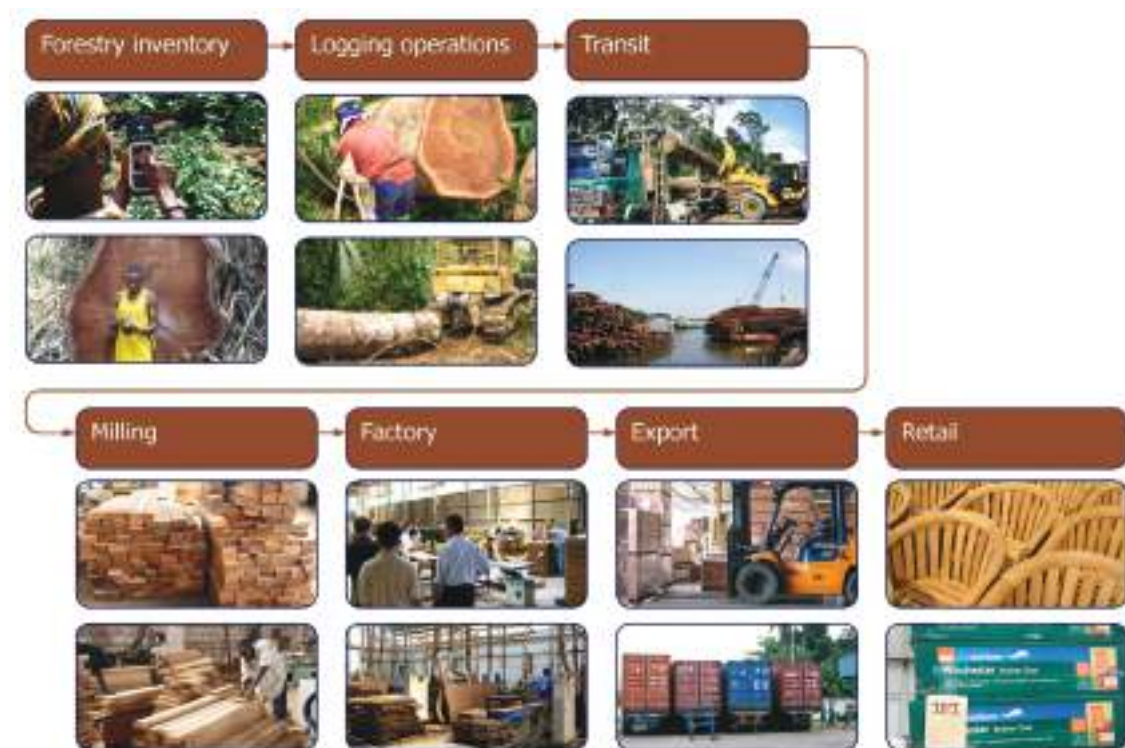 Forestry inventory
Logging operations
Transit
Milling
Factory
Export
Retail